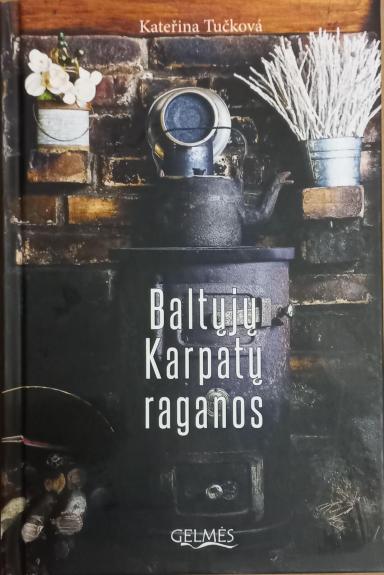 Kateřina Tučková
Baltųjų
Karpatų
raganos
GELMĖS